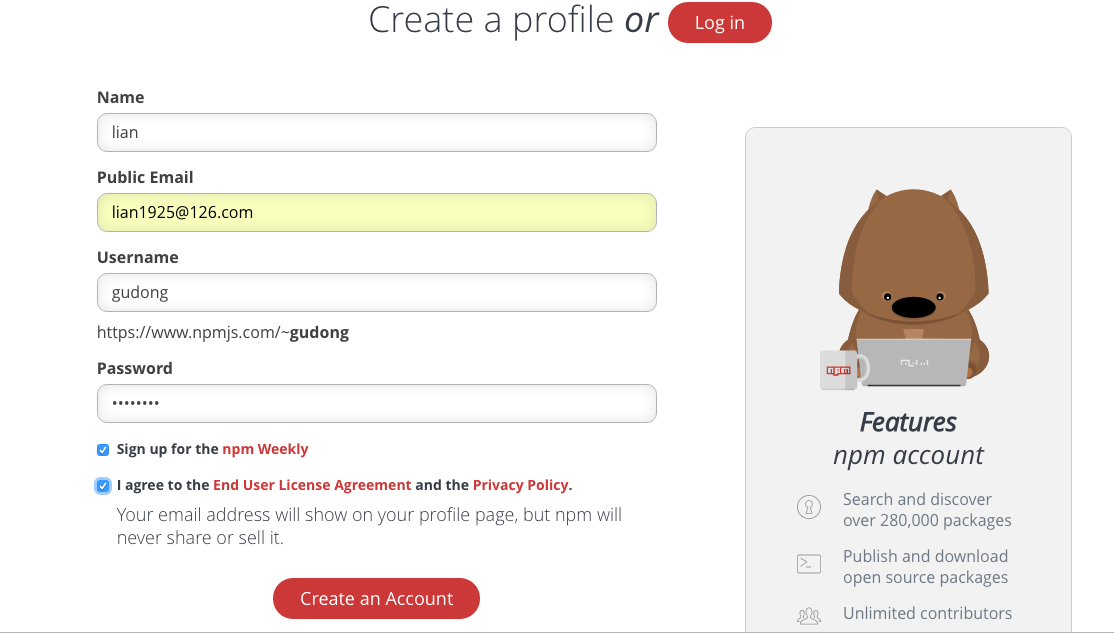 Create a profile or Log in
Name
lian
Public Email
lian1925@126.com
Username
gudong
https://www.npmjs.com/~gudong
Password
••••••••
Sign up for the npm Weekly
I agree to the End User License Agreement and the Privacy Policy.
Your email address will show on your profile page, but npm will
never share or sell it.
Create an Account
npm
Features
npm account
Search and discover
over 280,000 packages
Publish and download
open source packages
Unlimited contributors